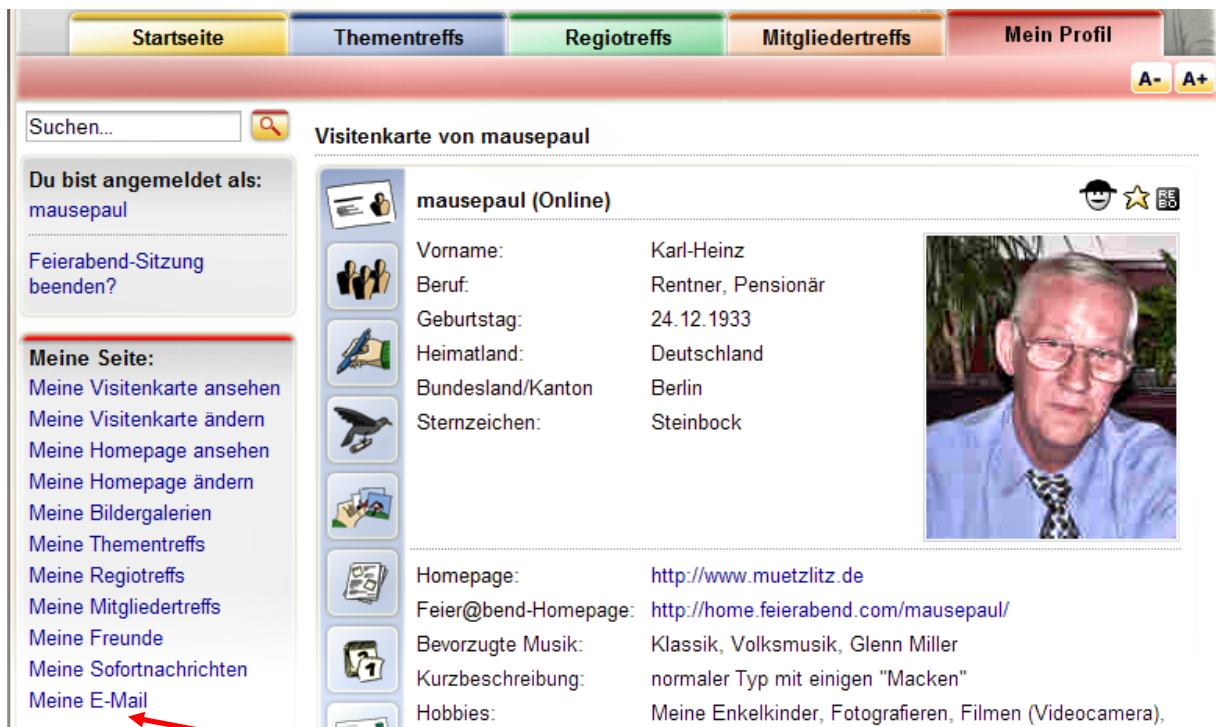 Startseite Thementreffs Regiotreffs Mitgliedertreffs Mein Profil
A- A+
Suchen...
Du bist angemeldet als:
mausepaul
Feierabend-Sitzung
beenden?
Meine Seite:
Meine Visitenkarte ansehen
Meine Visitenkarte ändern
Meine Homepage ansehen
Meine Homepage ändern
Meine Bildergalerien
Meine Thementreffs
Meine Regiotreffs
Meine Mitgliedertreffs
Meine Freunde
Meine Sofortnachrichten
Meine E-Mail
Visitenkarte von mausepaul
mausepaul (Online)
RE
BO
Vorname: Karl-Heinz
Beruf: Rentner, Pensionär
Geburtstag: 24.12.1933
Heimatland: Deutschland
Bundesland/Kanton Berlin
Sternzeichen: Steinbock
Homepage: http://www.muetzlitz.de
Feier@bend-Homepage: http://home.feierabend.com/mausepaul/
Bevorzugte Musik: Klassik, Volksmusik, Glenn Miller
Kurzbeschreibung: normaler Typ mit einigen "Macken"
Hobbies: Meine Enkelkinder, Fotografieren, Filmen (Videocamera),